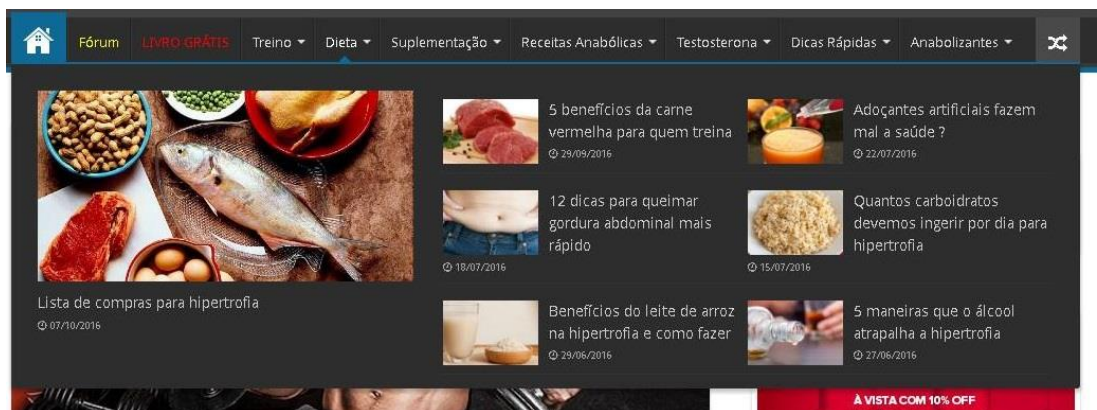 Fórum LIVRO GRÁTIS Treino Dieta Suplementação Receitas Anabólicas Testosterona Dicas Rápidas Anabolizantes
Lista de compras para hipertrofia
07/10/2016
5 benefícios da carne
vermelha para quem treina
29/09/2016
Adoçantes artificiais fazem
mal a saúde ?
22/07/2016
12 dicas para queimar
gordura abdominal mais
rápido
18/07/2016
Quantos carboidratos
devemos ingerir por dia para
hipertrofia
15/07/2016
Benefícios do leite de arroz
na hipertrofia e como fazer
29/06/2016
5 maneiras que o álcool
atrapalha a hipertrofia
27/06/2016
À VISTA COM 10% OFF